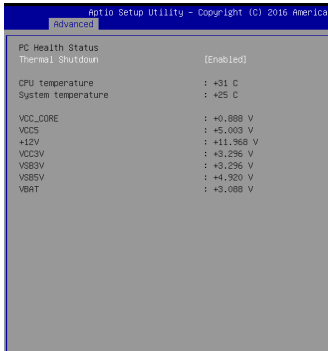 Aptio Setup Utility - Copyright (C) 2016 America
Advanced
PC Health Status
Thermal Shutdown [Enabled]
CPU temperature : +31 C
System temperature : +25 C
VCC_CORE : +0.888 V
VCC5 : +5.003 V
+12V : +11.968 V
VCC3V : +3.296 V
VSB3V : +3.296 V
VSB5V : +4.920 V
VBAT : +3.088 V